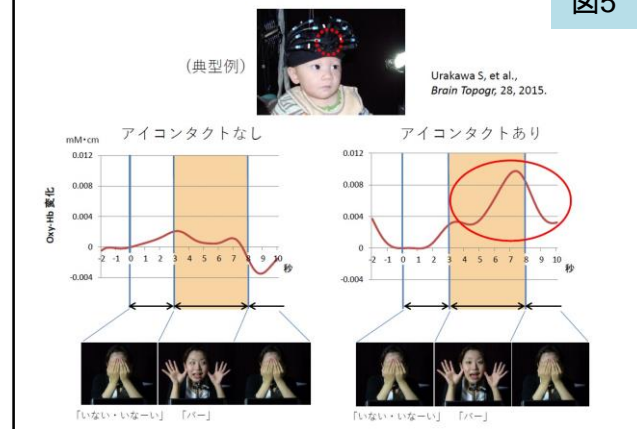 図5
(典型例)
Urakawa S, et al.,
Brain Topogr, 28, 2015.
アイコンタクトなし
アイコンタクトあり
mM・cm
0.012
0.008
0.004
0
-0.004
Oxy-Hb 変化
-2 -1 0 1 2 3 4 5 6 7 8 9 10
秒
0.012
0.008
0.004
0
-0.004
-2 -1 0 1 2 3 4 5 6 7 8 9 10
秒
「いない・いなーい」 「バー」
「いない・いなーい」 「バー」